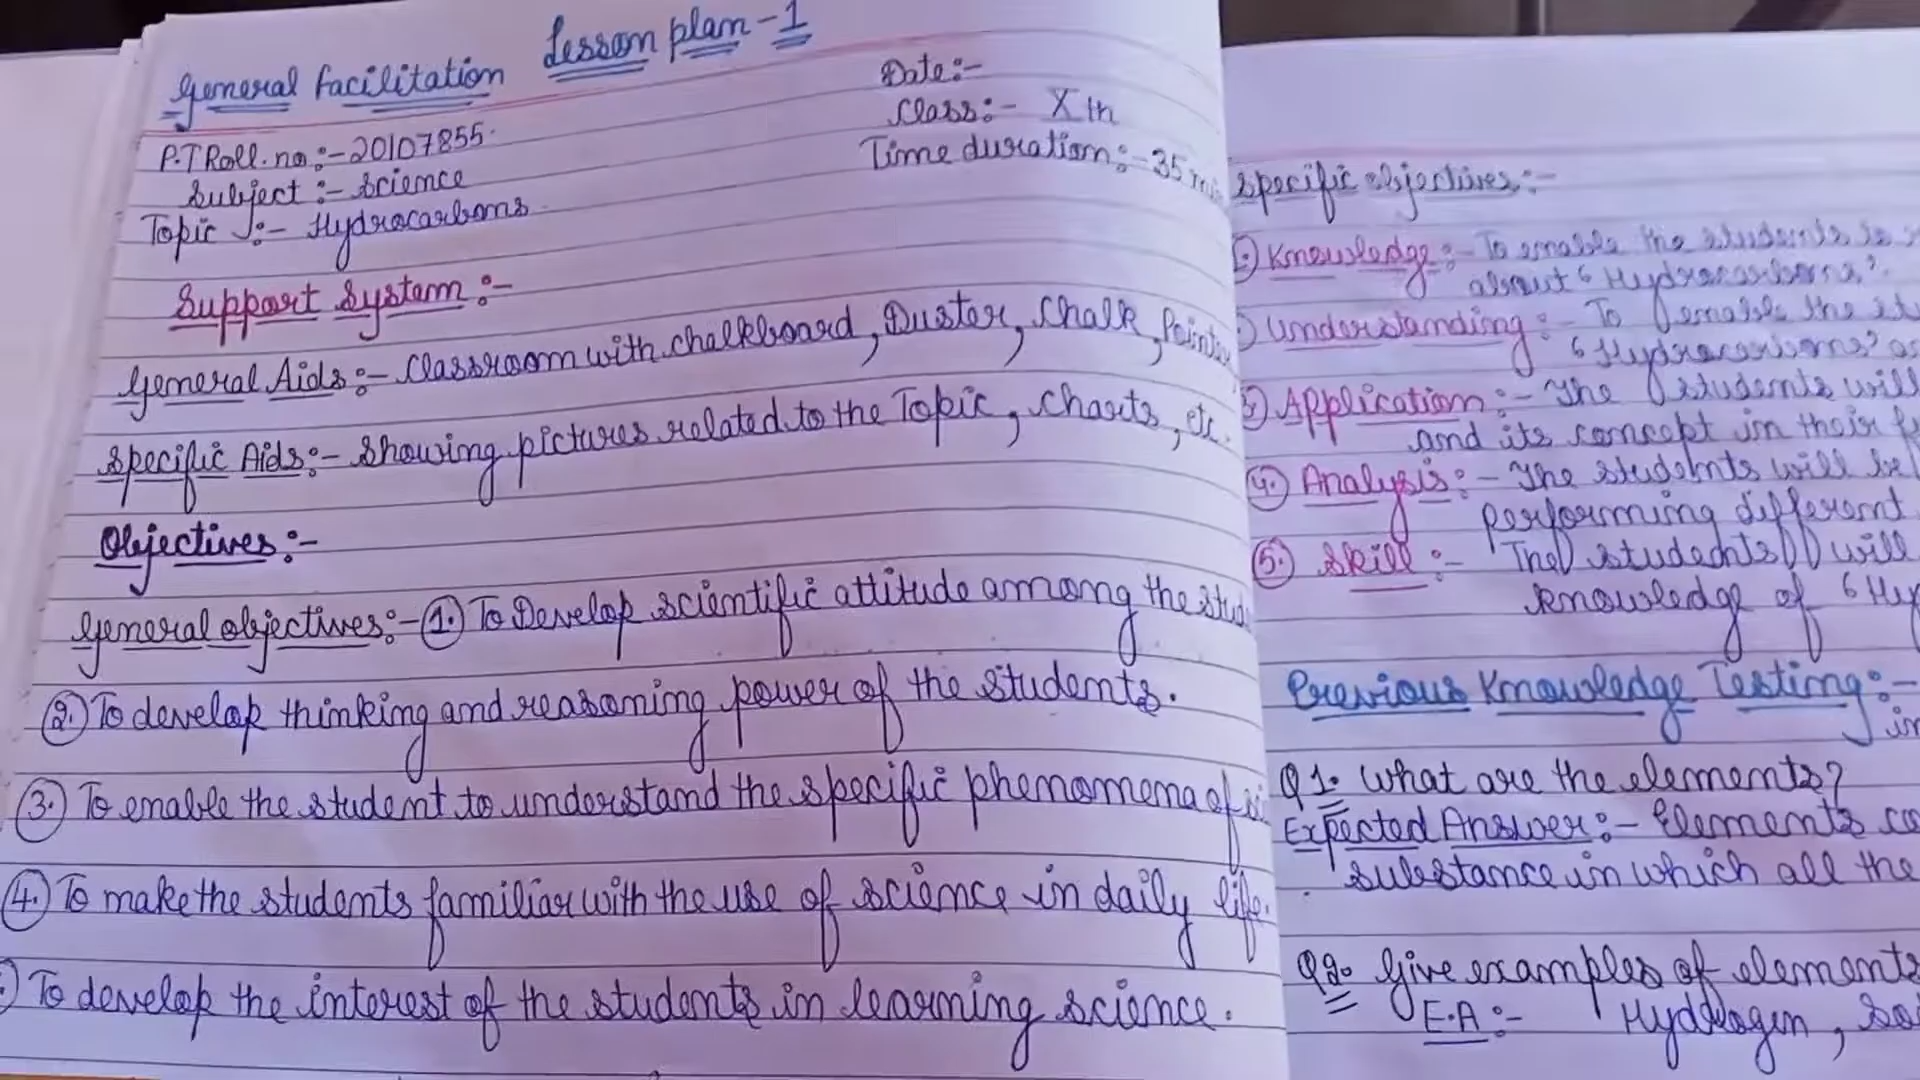 Lesson plan-1
General facilitation
Date:-
Class:- Xth
Time duration:-35
P.T Roll.no:-20107855.
Subject:- science
Topic:- Hydrocarbons.
Support System:-
General Aids:- Classroom with chalkboard, Duster, Chalk,
Specific Aids:- Showing pictures related to the Topic, charts, etc.
Objectives:-
General objectives:- 1. To Develop scientific attitude among the
2. To develop thinking and reasoning power of the students.
3. To enable the student to understand the specific phenomena of
4. To make the students familiar with the use of science in daily life.
To develop the interest of the students in learning science.
Specific objectives:-
Knowledge:- To enable the students to
about "Hydrocarbons".
Understanding:- To enable the
"Hydrocarbons"
Application:- The students will
and its concept in their
4. Analysis:- The students will be
performing different
5. Skill:- The students will
knowledge of
Previous Knowledge Testing:-
Q1. What are the elements?
Expected Answer:- Elements
substance in which all the
Q2. Give examples of elements
E.A:- Hydrogen,